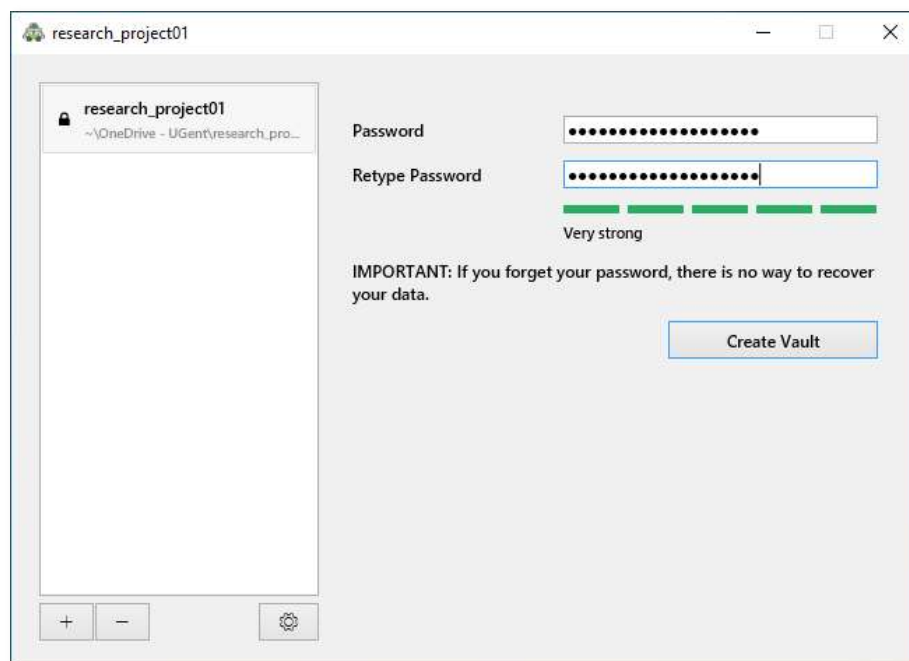 research_project01
research_project01
~\OneDrive - UGent\research_pro...
Password
Retype Password
Very strong
IMPORTANT: If you forget your password, there is no way to recover
your data.
Create Vault